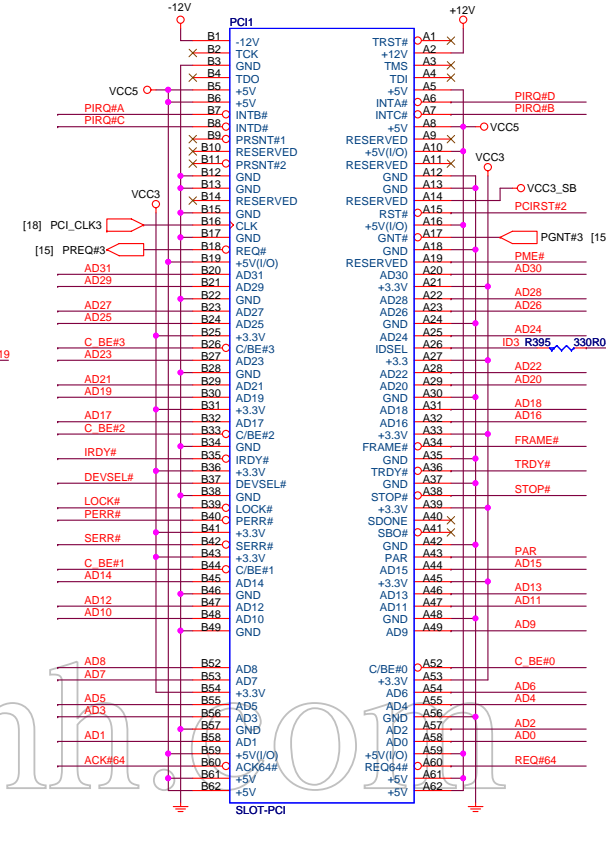 -12V +12V
PCI1
B1 -12V TRST# A1
B2 TCK +12V A2
B3 GND TMS A3
B4 TDO TDI A4
VCC5 B5 +5V +5V A5
B6 +5V INTA# A6 PIRQ#D
PIRQ#A B7 INTB# INTC# A7 PIRQ#B
PIRQ#C B8 INTD# +5V A8 VCC5
B9 PRSNT#1 RESERVED A9
B10 RESERVED +5V(I/O) A10
B11 PRSNT#2 RESERVED A11 VCC3
B12 GND GND A12
B13 GND GND A13
VCC3 B14 RESERVED RESERVED A14 VCC3_SB
B15 GND RST# A15 PCIRST#2
[18] PCI_CLK3 B16 CLK +5V(I/O) A16
B17 GND GNT# A17 PGNT#3 [15
[15] PREQ#3 B18 REQ# GND A18
B19 +5V(I/O) RESERVED A19 PME#
AD31 B20 AD31 AD30 A20 AD30
AD29 B21 AD29 +3.3V A21
B22 GND AD28 A22 AD28
AD27 B23 AD27 AD26 A23 AD26
AD25 B24 AD25 GND A24
B25 +3.3V AD24 A25 AD24
C_BE#3 B26 C/BE#3 IDSEL A26 ID3 R395 330R0
19 AD23 B27 AD23 +3.3 A27
B28 GND AD22 A28 AD22
AD21 B29 AD21 AD20 A29 AD20
AD19 B30 AD19 GND A30
B31 +3.3V AD18 A31 AD18
AD17 B32 AD17 AD16 A32 AD16
C_BE#2 B33 C/BE#2 +3.3V A33
B34 GND FRAME# A34 FRAME#
IRDY# B35 IRDY# GND A35
B36 +3.3V TRDY# A36 TRDY#
DEVSEL# B37 DEVSEL# GND A37
B38 GND STOP# A38 STOP#
LOCK# B39 LOCK# +3.3V A39
PERR# B40 PERR# SDONE A40
B41 +3.3V SBO# A41
SERR# B42 SERR# GND A42
B43 +3.3V PAR A43 PAR
C_BE#1 B44 C/BE#1 AD15 A44 AD15
AD14 B45 AD14 +3.3V A45
B46 GND AD13 A46 AD13
AD12 B47 AD12 AD11 A47 AD11
AD10 B48 AD10 GND A48
B49 GND AD9 A49 AD9
AD8 B52 AD8 C/BE#0 A52 C_BE#0
AD7 B53 AD7 +3.3V A53
B54 +3.3V AD6 A54 AD6
AD5 B55 AD5 AD4 A55 AD4
AD3 B56 AD3 GND A56
B57 GND AD2 A57 AD2
AD1 B58 AD1 AD0 A58 AD0
B59 +5V(I/O) +5V(I/O) A59
ACK#64 B60 ACK64# REQ64# A60 REQ#64
B61 +5V +5V A61
B62 +5V +5V A62
SLOT-PCI
nh.com